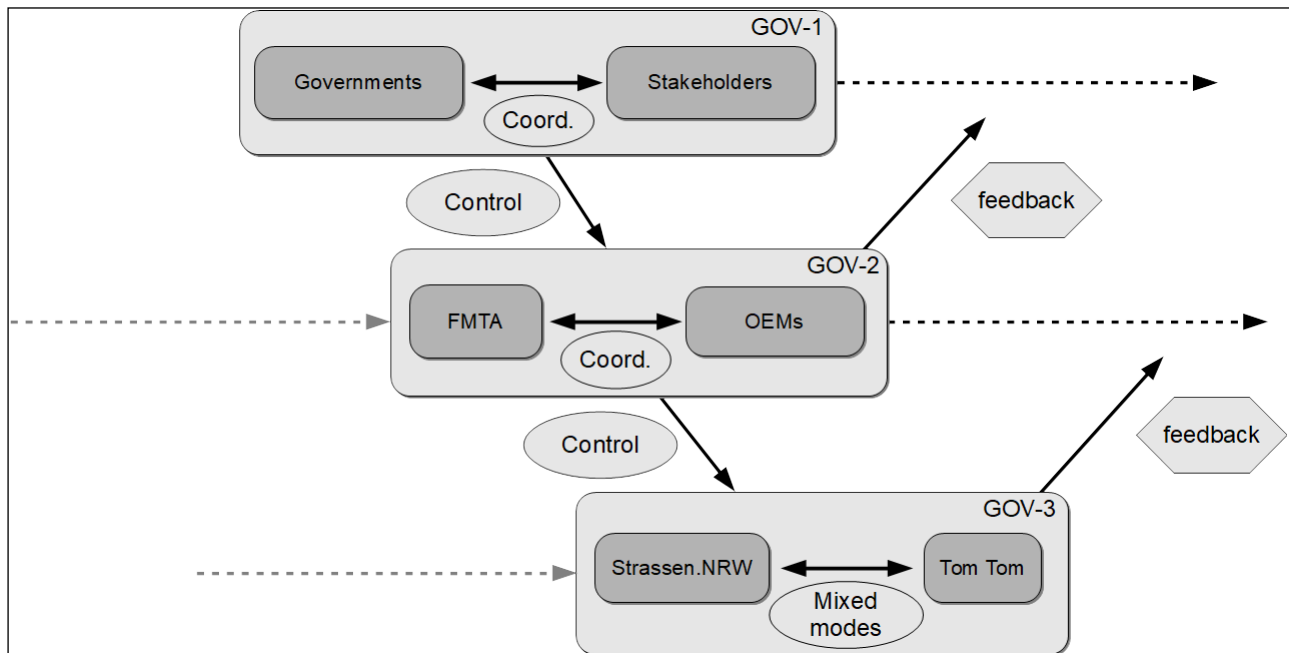 GOV-1
Governments
Stakeholders
Coord.
Control
feedback
GOV-2
FMTA
OEMs
Coord.
Control
feedback
GOV-3
Strassen.NRW
Tom Tom
Mixed
modes